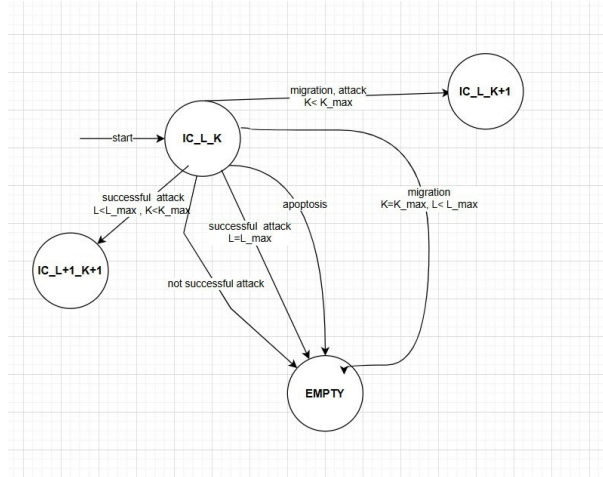 migration, attack
K< K_max
IC_L_K+1
start
IC_L_K
migration
K=K_max, L< L_max
successful attack
L<L_max , K<K_max
apoptosis
successful attack
L=L_max
IC_L+1_K+1
not successful attack
EMPTY